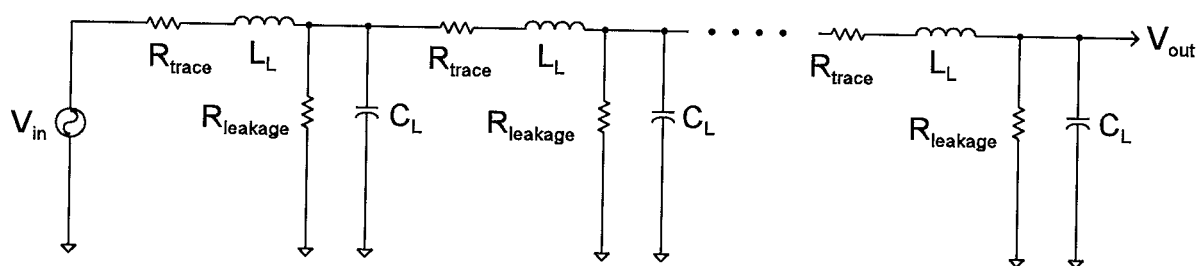 R_trace
L_L
R_trace
L_L
R_trace
L_L
V_out
V_in
R_leakage
C_L
R_leakage
C_L
R_leakage
C_L